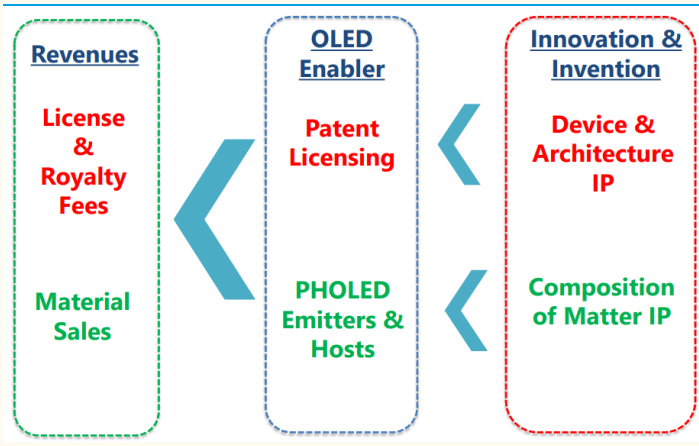 Revenues
License
&
Royalty
Fees
Material
Sales
OLED
Enabler
Patent
Licensing
PHOLED
Emitters &
Hosts
Innovation &
Invention
Device &
Architecture
IP
Composition
of Matter IP